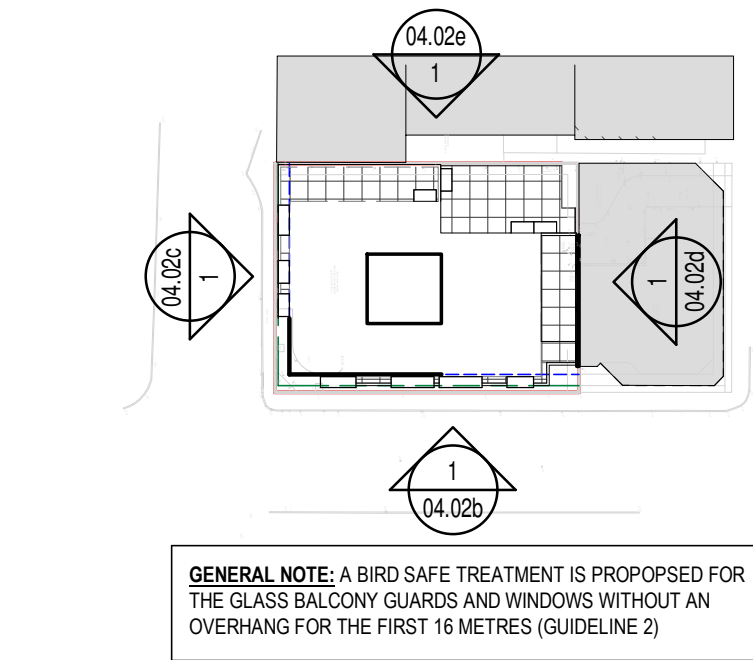 04.02e
1
04.02c
1
1
04.02d
1
04.02b
GENERAL NOTE: A BIRD SAFE TREATMENT IS PROPOPSED FOR
THE GLASS BALCONY GUARDS AND WINDOWS WITHOUT AN
OVERHANG FOR THE FIRST 16 METRES (GUIDELINE 2)